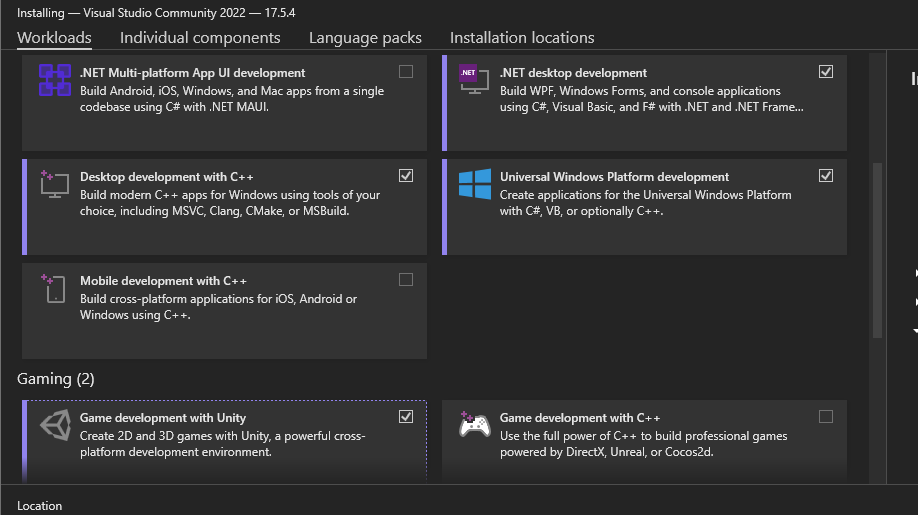 Installing — Visual Studio Community 2022 — 17.5.4
Workloads Individual components Language packs Installation locations
.NET Multi-platform App UI development
Build Android, iOS, Windows, and Mac apps from a single
codebase using C# with .NET MAUI.
.NET
.NET desktop development
Build WPF, Windows Forms, and console applications
using C#, Visual Basic, and F# with .NET and .NET Frame...
Desktop development with C++
Build modern C++ apps for Windows using tools of your
choice, including MSVC, Clang, CMake, or MSBuild.
Universal Windows Platform development
Create applications for the Universal Windows Platform
with C#, VB, or optionally C++.
Mobile development with C++
Build cross-platform applications for iOS, Android or
Windows using C++.
Gaming (2)
Game development with Unity
Create 2D and 3D games with Unity, a powerful cross-
platform development environment.
Game development with C++
Use the full power of C++ to build professional games
powered by DirectX, Unreal, or Cocos2d.
Location